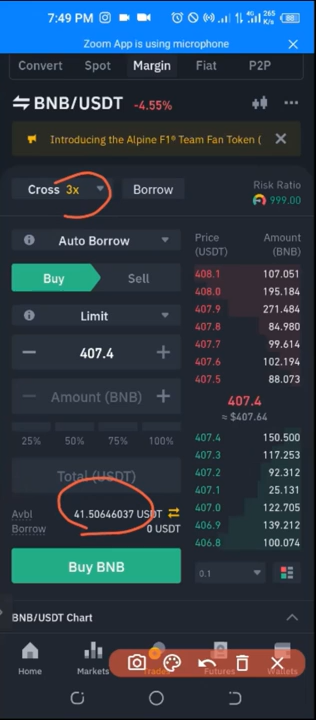 7:49 PM
4G
265 K/s
Zoom App is using microphone
Convert Spot Margin Fiat P2P
BNB/USDT -4.55%
Introducing the Alpine F1® Team Fan Token (
Cross 3x Borrow
Risk Ratio
999.00
Auto Borrow
Price (USDT) Amount (BNB)
Buy Sell
Limit
407.4
Amount (BNB)
25% 50% 75% 100%
Total (USDT)
Avbl 41.50646037 USDT
Borrow 0 USDT
Buy BNB
408.1 107.051
408.0 195.184
407.9 271.484
407.8 84.980
407.7 99.614
407.6 102.194
407.5 88.073
407.4
≈ $407.64
407.4 150.500
407.3 117.253
407.2 92.312
407.1 25.131
407.0 122.705
406.9 139.212
406.8 100.074
0.1
BNB/USDT Chart
Home Markets Trades Futures Wallets